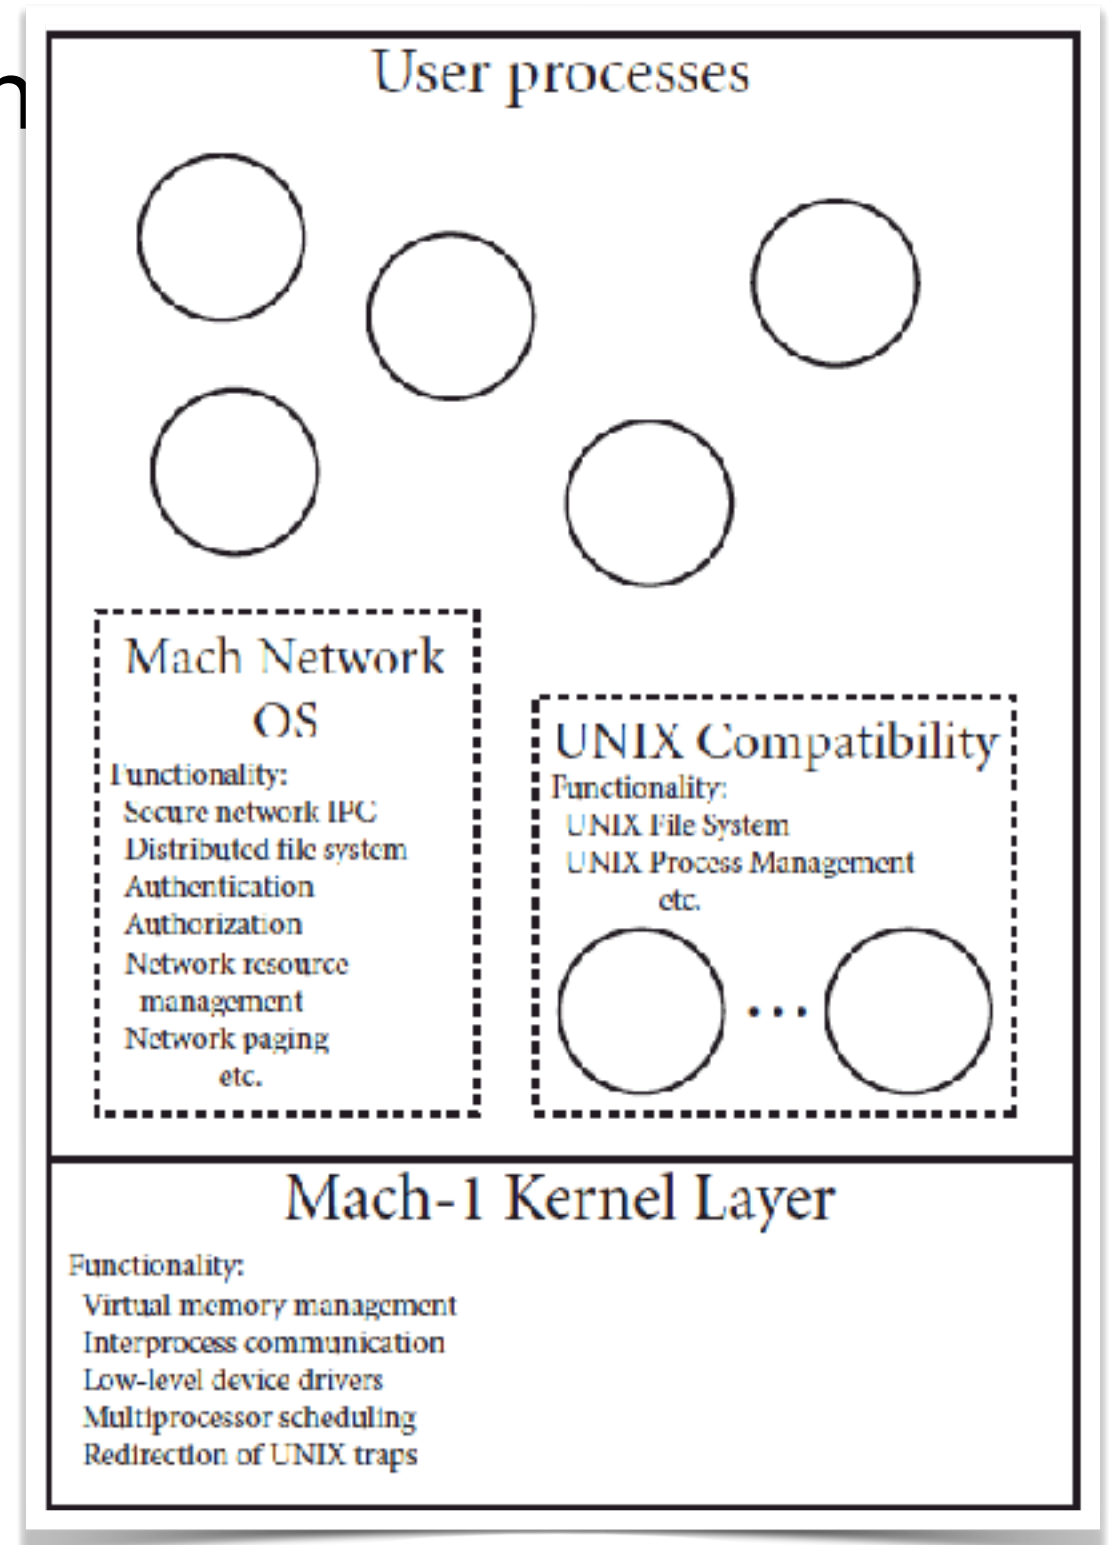 User processes
Mach Network
OS
Functionality:
Secure network IPC
Distributed file system
Authentication
Authorization
Network resource
management
Network paging
etc.
UNIX Compatibility
Functionality:
UNIX File System
UNIX Process Management
etc.
...
Mach-1 Kernel Layer
Functionality:
Virtual memory management
Interprocess communication
Low-level device drivers
Multiprocessor scheduling
Redirection of UNIX traps